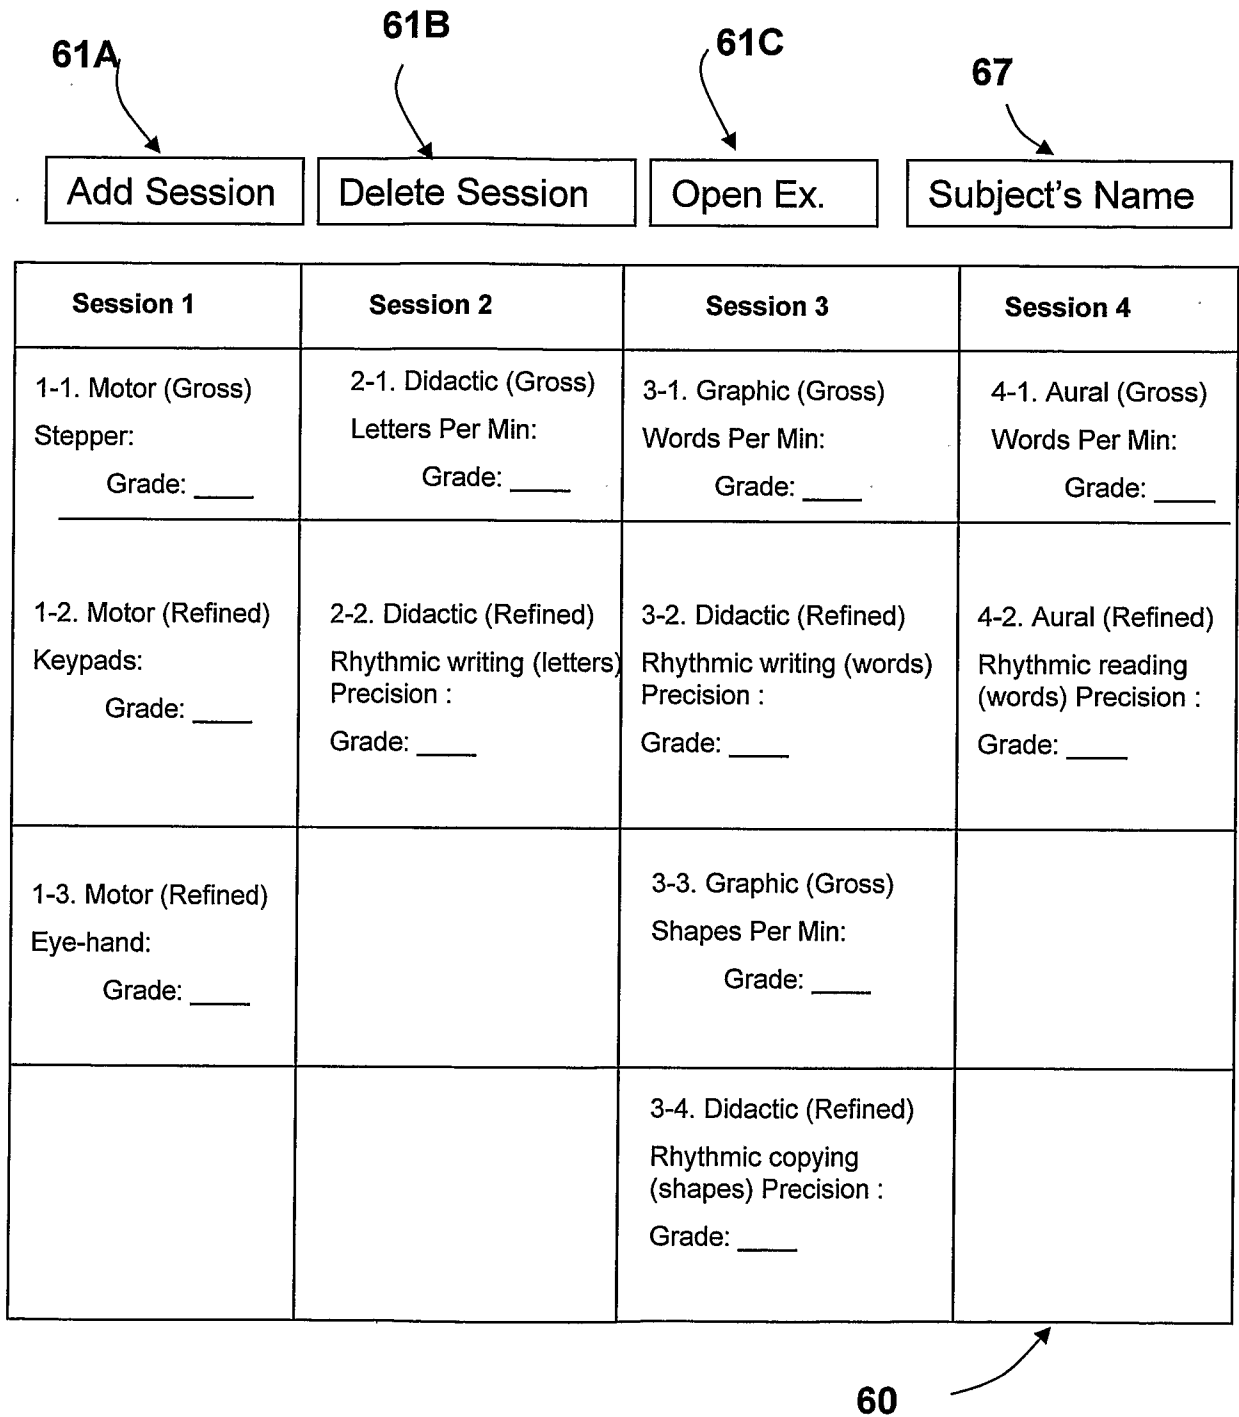 61A
61B
61C
67
Add Session
Delete Session
Open Ex.
Subject's Name
Session 1
Session 2
Session 3
Session 4
1-1. Motor (Gross)
Stepper:
Grade: ____
2-1. Didactic (Gross)
Letters Per Min:
Grade: ____
3-1. Graphic (Gross)
Words Per Min:
Grade: ____
4-1. Aural (Gross)
Words Per Min:
Grade: ____
1-2. Motor (Refined)
Keypads:
Grade: ____
2-2. Didactic (Refined)
Rhythmic writing (letters)
Precision :
Grade: ____
3-2. Didactic (Refined)
Rhythmic writing (words)
Precision :
Grade: ____
4-2. Aural (Refined)
Rhythmic reading
(words) Precision :
Grade: ____
1-3. Motor (Refined)
Eye-hand:
Grade: ____
3-3. Graphic (Gross)
Shapes Per Min:
Grade: ____
3-4. Didactic (Refined)
Rhythmic copying
(shapes) Precision :
Grade: ____
60